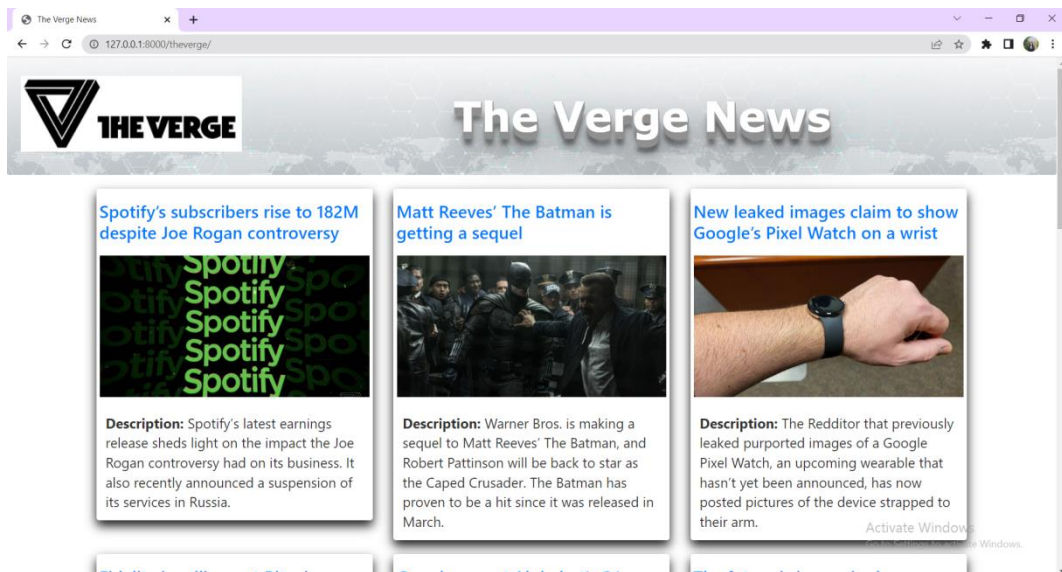 The Verge News
127.0.0.1:8000/theverge/
THE VERGE
The Verge News
Spotify’s subscribers rise to 182M
despite Joe Rogan controversy
Spotify
Spotify
Spotify
Spotify
Spotify
Description: Spotify’s latest earnings
release sheds light on the impact the Joe
Rogan controversy had on its business. It
also recently announced a suspension of
its services in Russia.
Matt Reeves’ The Batman is
getting a sequel
Description: Warner Bros. is making a
sequel to Matt Reeves’ The Batman, and
Robert Pattinson will be back to star as
the Caped Crusader. The Batman has
proven to be a hit since it was released in
March.
New leaked images claim to show
Google’s Pixel Watch on a wrist
Description: The Redditor that previously
leaked purported images of a Google
Pixel Watch, an upcoming wearable that
hasn’t yet been announced, has now
posted pictures of the device strapped to
their arm.
Activate Windows
Go to Settings to activate Windows.